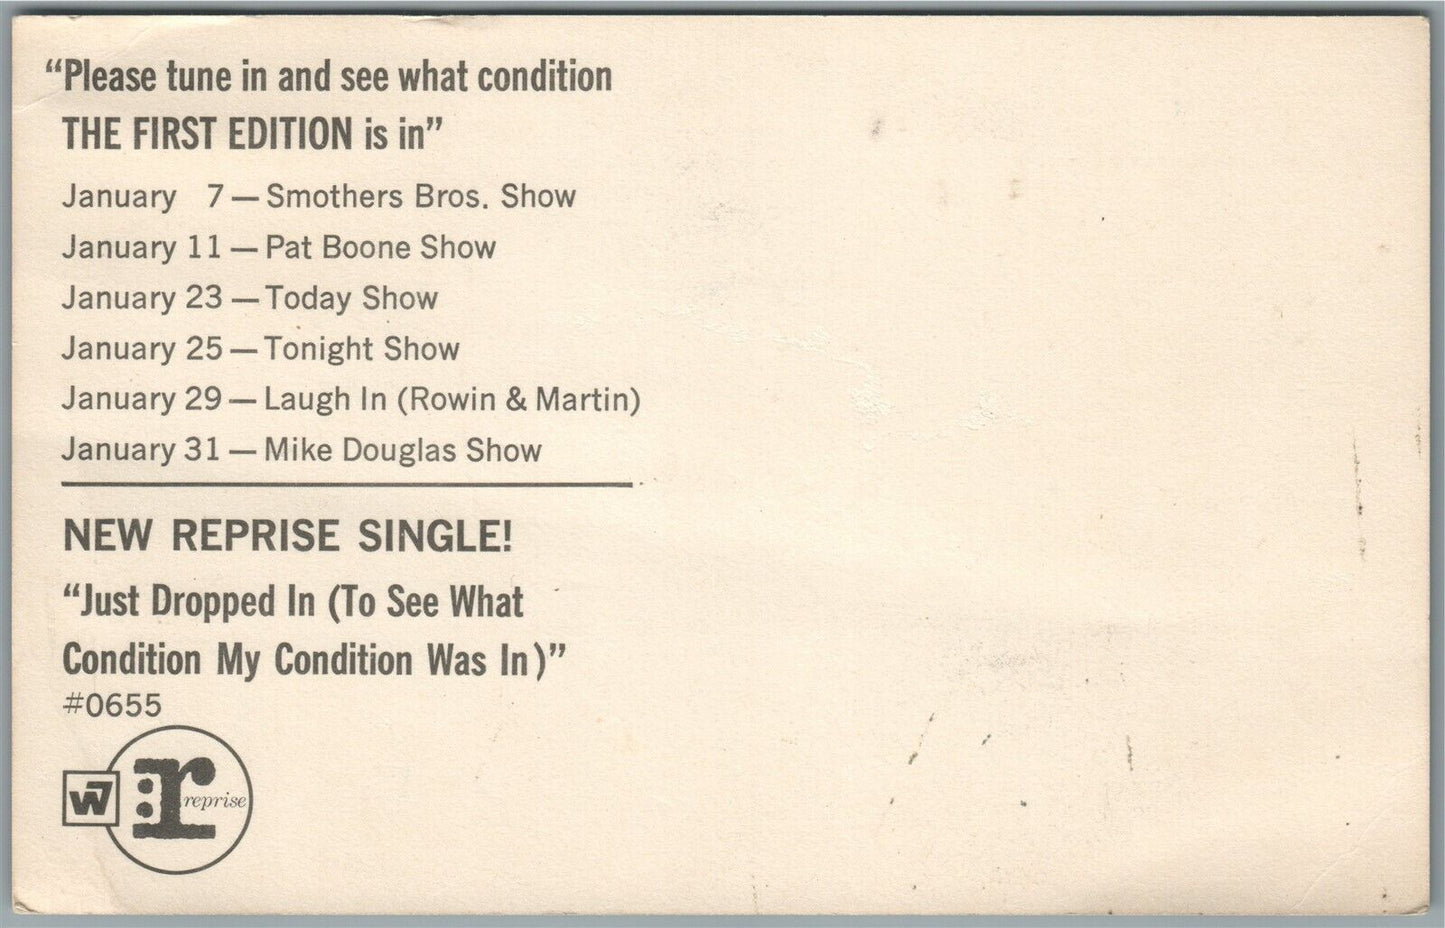 “Please tune in and see what condition
THE FIRST EDITION is in”
January 7 — Smothers Bros. Show
January 11 — Pat Boone Show
January 23 — Today Show
January 25 — Tonight Show
January 29 — Laugh In (Rowin & Martin)
January 31 — Mike Douglas Show
NEW REPRISE SINGLE!
“Just Dropped In (To See What
Condition My Condition Was In)”
#0655
W7 r: reprise